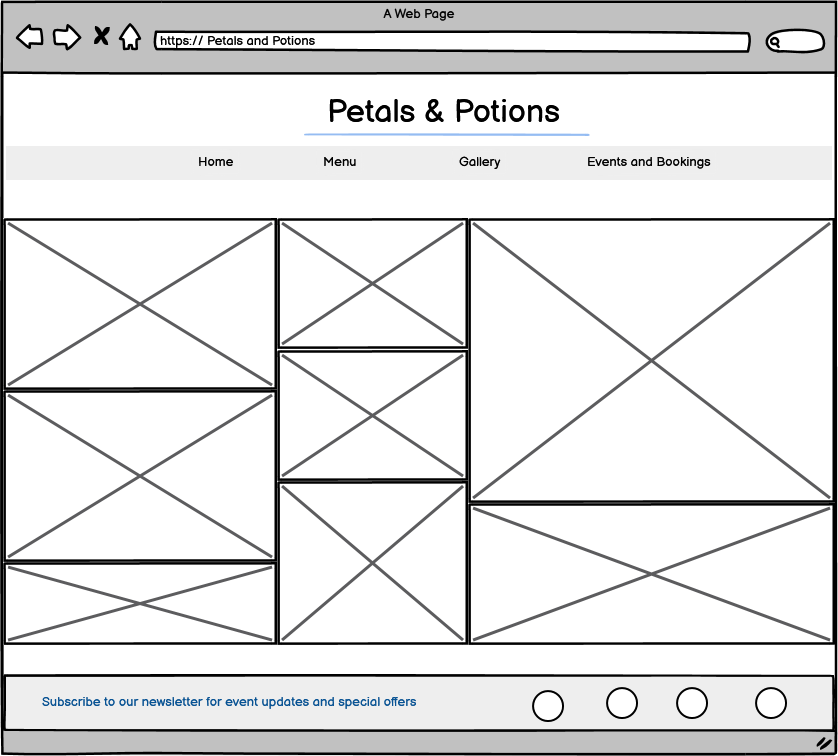 A Web Page
https:// Petals and Potions
Petals & Potions
Home Menu Gallery Events and Bookings
Subscribe to our newsletter for event updates and special offers